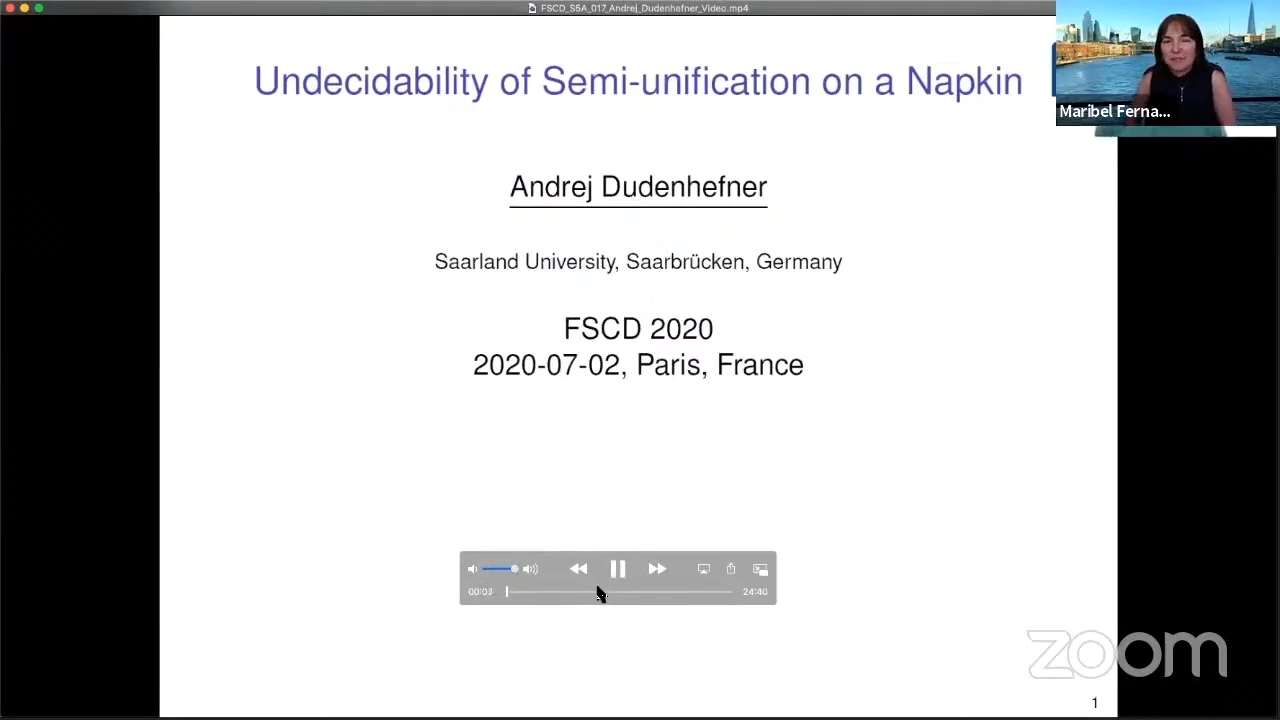 FSCD_S5A_017_Andrej_Dudenhefner_Video.mp4
Undecidability of Semi-unification on a Napkin
Maribel Ferna...
Andrej Dudenhefner
Saarland University, Saarbrücken, Germany
FSCD 2020
2020-07-02, Paris, France
00:03
24:40
zoom
1